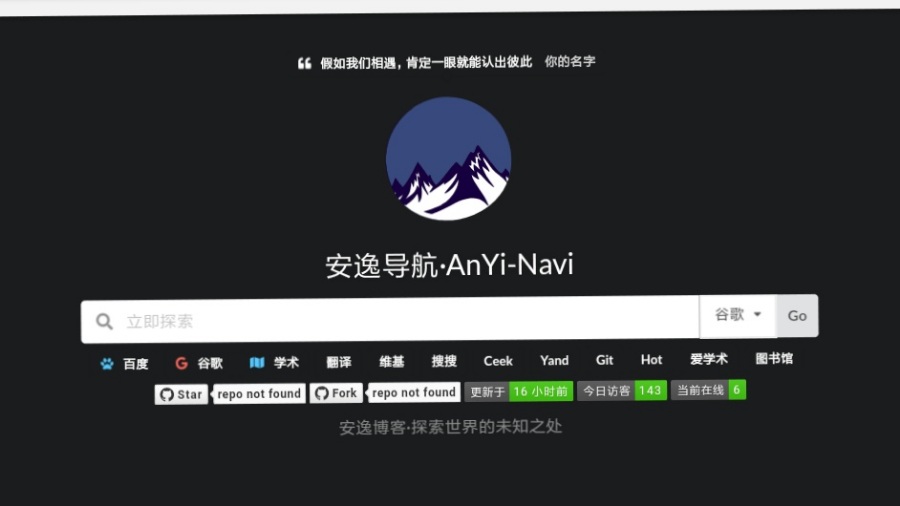 假如我们相遇，肯定一眼就能认出彼此 你的名字
安逸导航·AnYi-Navi
立即探索 谷歌 Go
百度 谷歌 学术 翻译 维基 搜搜 Ceek Yand Git Hot 爱学术 图书馆
Star repo not found Fork repo not found 更新于 16 小时前 今日访客 143 当前在线 6
安逸博客·探索世界的未知之处